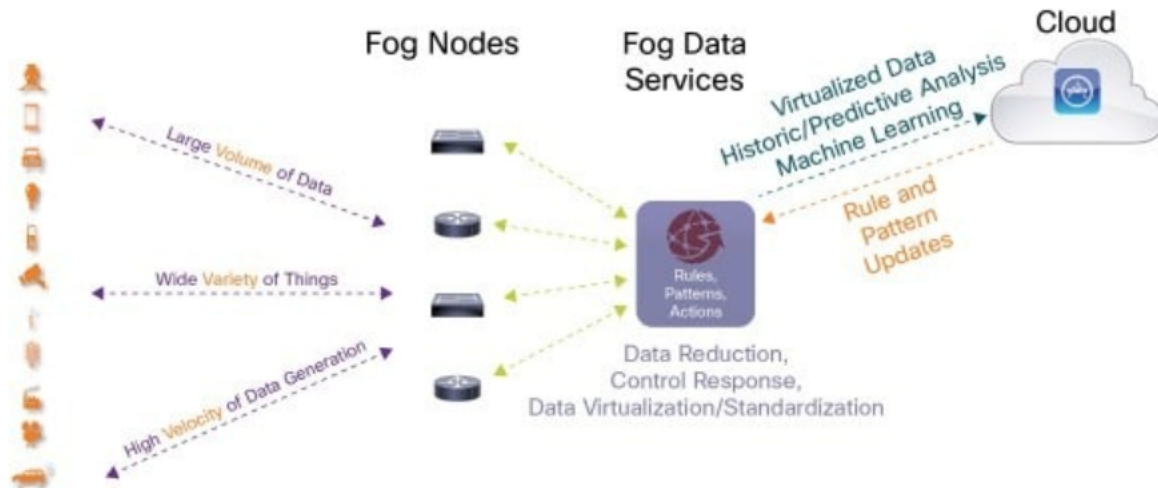 Fog Nodes
Fog Data
Services
Cloud
Large Volume of Data
Wide Variety of Things
High Velocity of Data Generation
Rules,
Patterns,
Actions
Data Reduction,
Control Response,
Data Virtualization/Standardization
Virtualized Data
Historic/Predictive Analysis
Machine Learning
Rule and
Pattern
Updates